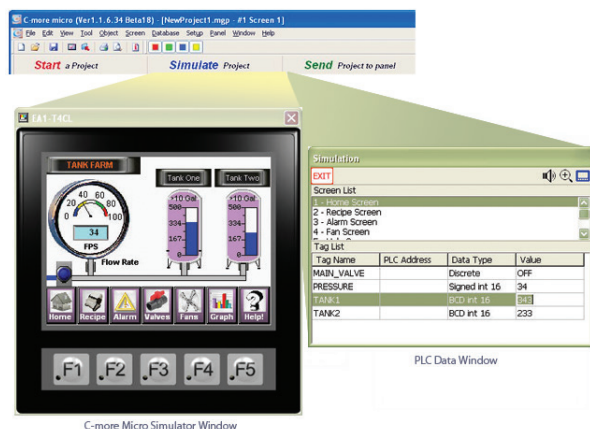 C-more micro (Ver1.1.6.34 Beta1B) - [NewProject1.mgp - #1 Screen 1]
File Edit View Tool Object Screen Database Setup Panel Window Help
Start a Project Simulate Project Send Project to panel
EA1-T4CL
TANK FARM
Tank One Tank Two
×10 Gal ×10 Gal
500 500
334 334
167 167
0 0
0 20 40 60 80 100
34
FPS
Flow Rate
Home Recipe Alarm Valves Fans Graph Help!
F1 F2 F3 F4 F5
C-more Micro Simulator Window
Simulation
EXIT
Screen List
1 - Home Screen
2 - Recipe Screen
3 - Alarm Screen
4 - Fan Screen
Tag List
Tag Name PLC Address Data Type Value
MAIN_VALVE Discrete OFF
PRESSURE Signed int 16 34
TANK1 BCD int 16 343
TANK2 BCD int 16 233
PLC Data Window